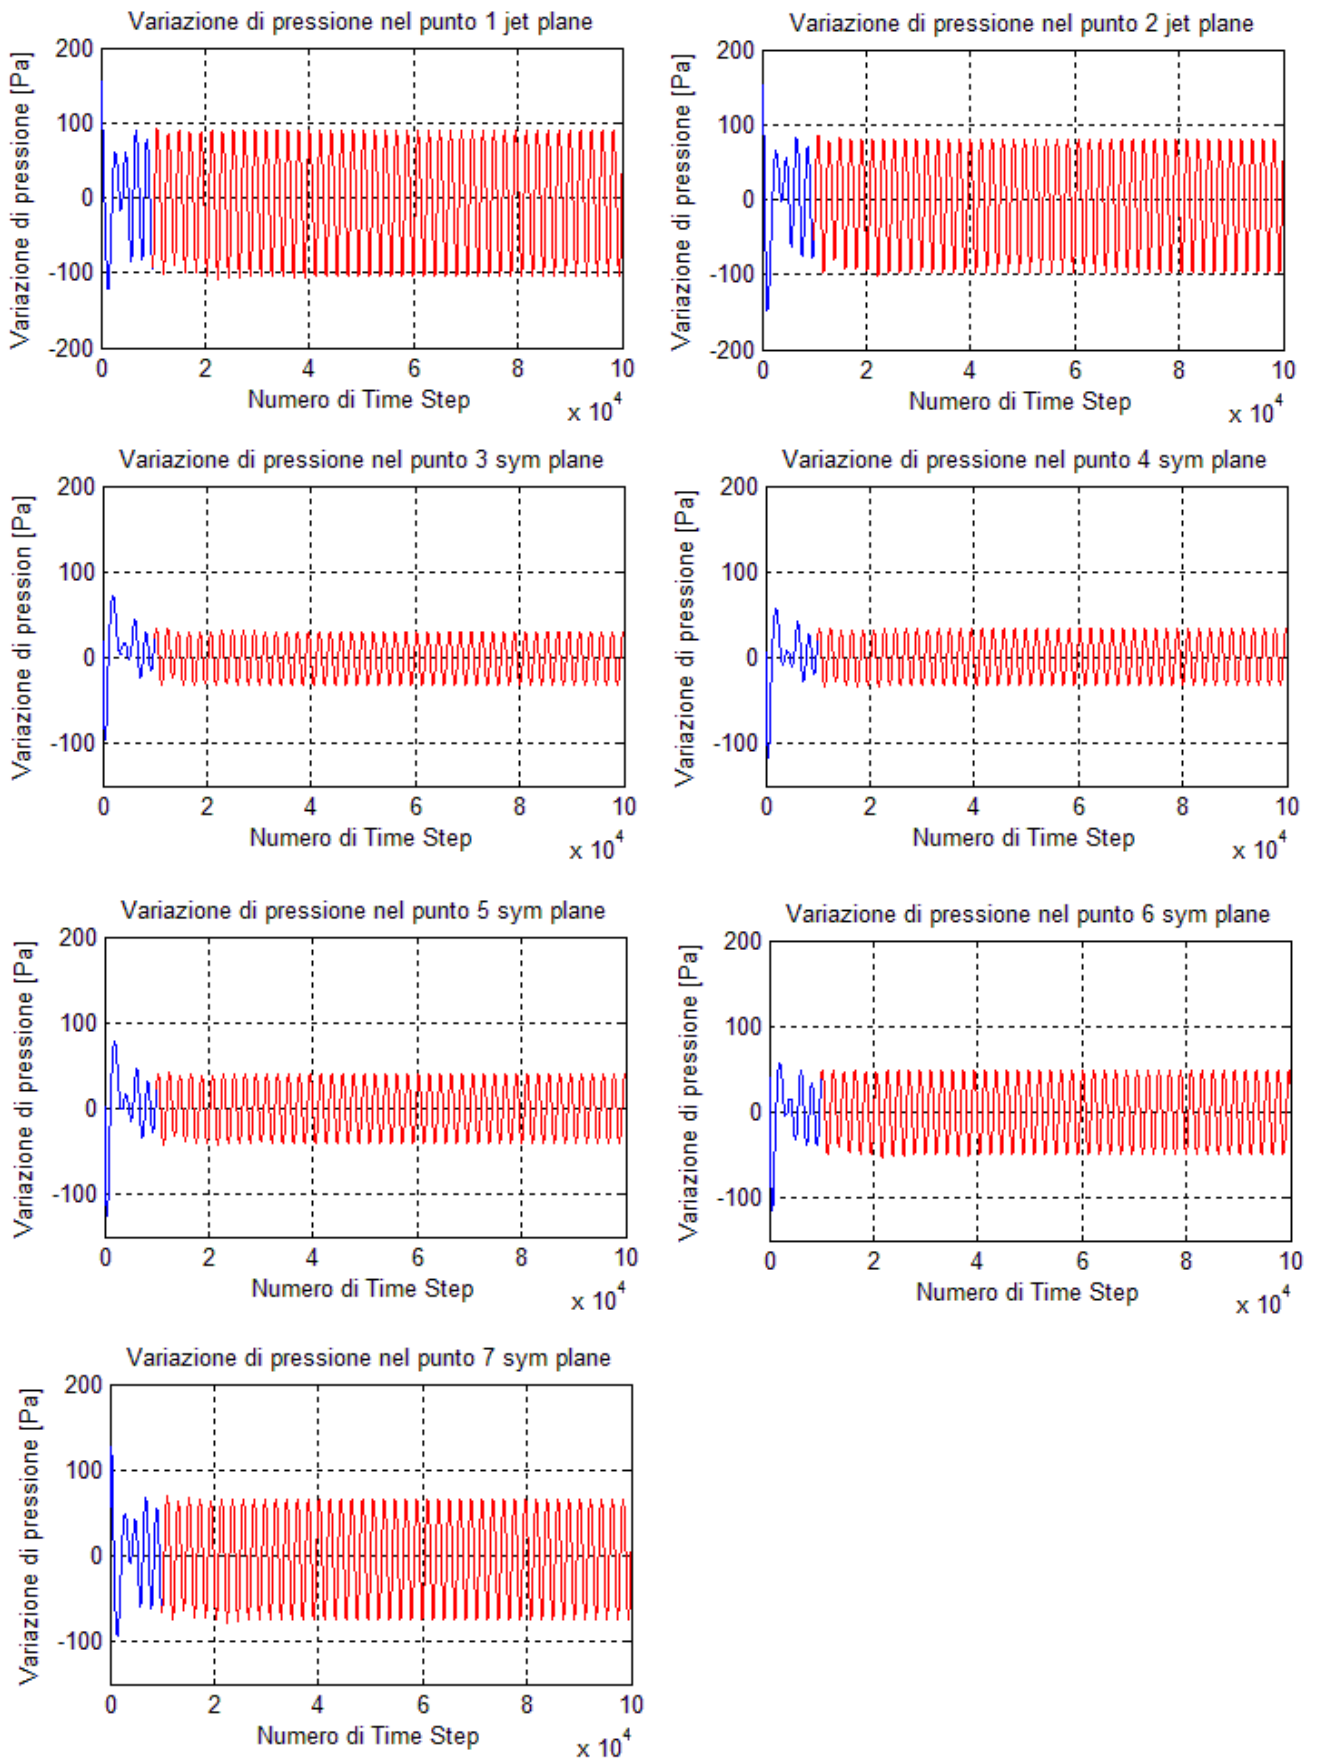 Variazione di pressione nel punto 1 jet plane
Variazione di pressione [Pa]
200
100
0
-100
-200
0 2 4 6 8 10
Numero di Time Step
x 10^4
Variazione di pressione nel punto 2 jet plane
Variazione di pressione [Pa]
200
100
0
-100
-200
0 2 4 6 8 10
Numero di Time Step
x 10^4
Variazione di pressione nel punto 3 sym plane
Variazione di pression [Pa]
200
100
0
-100
0 2 4 6 8 10
Numero di Time Step
x 10^4
Variazione di pressione nel punto 4 sym plane
Variazione di pressione [Pa]
200
100
0
-100
0 2 4 6 8 10
Numero di Time Step
x 10^4
Variazione di pressione nel punto 5 sym plane
Variazione di pressione [Pa]
200
100
0
-100
0 2 4 6 8 10
Numero di Time Step
x 10^4
Variazione di pressione nel punto 6 sym plane
Variazione di pressione [Pa]
200
100
0
-100
0 2 4 6 8 10
Numero di Time Step
x 10^4
Variazione di pressione nel punto 7 sym plane
Variazione di pressione [Pa]
200
100
0
-100
0 2 4 6 8 10
Numero di Time Step
x 10^4